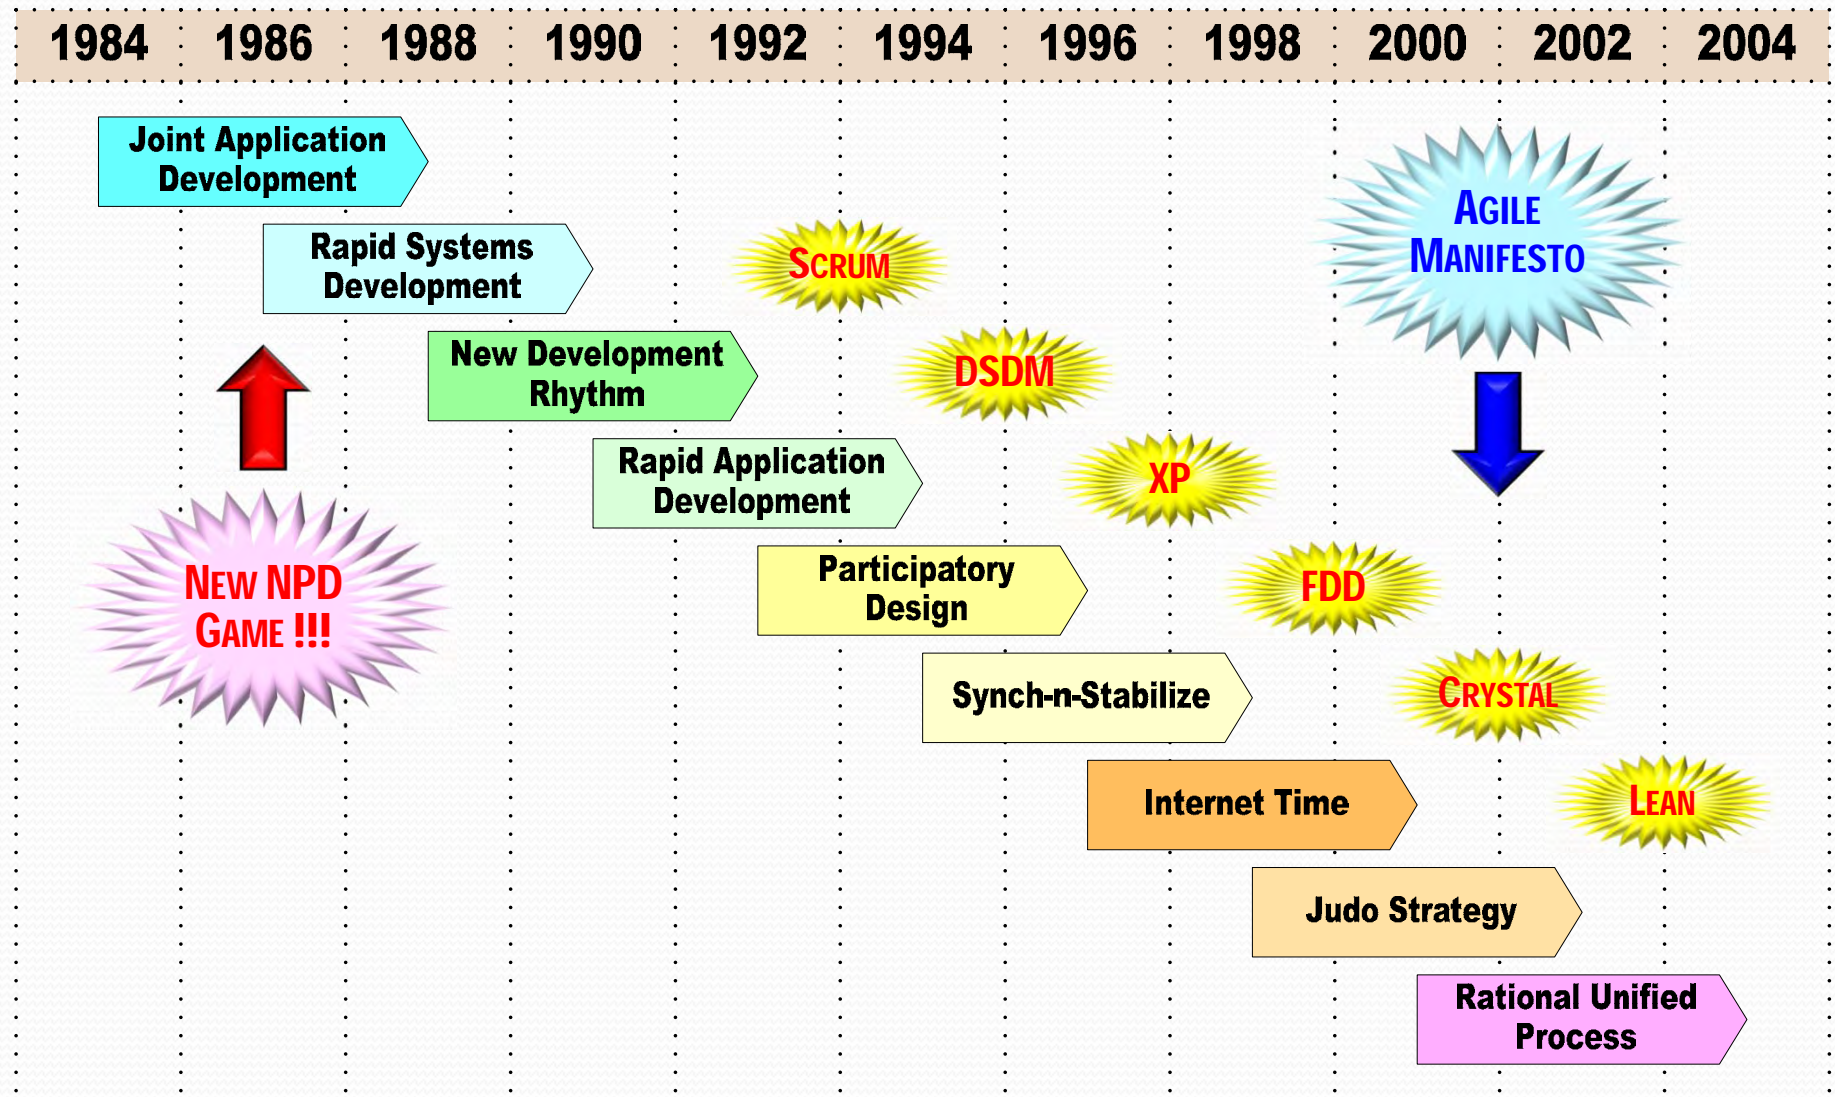 1984 1986 1988 1990 1992 1994 1996 1998 2000 2002 2004
Joint Application
Development
Rapid Systems
Development
SCRUM
AGILE
MANIFESTO
New Development
Rhythm
DSDM
Rapid Application
Development
XP
NEW NPD
GAME !!!
Participatory
Design
FDD
Synch-n-Stabilize
CRYSTAL
Internet Time
LEAN
Judo Strategy
Rational Unified
Process